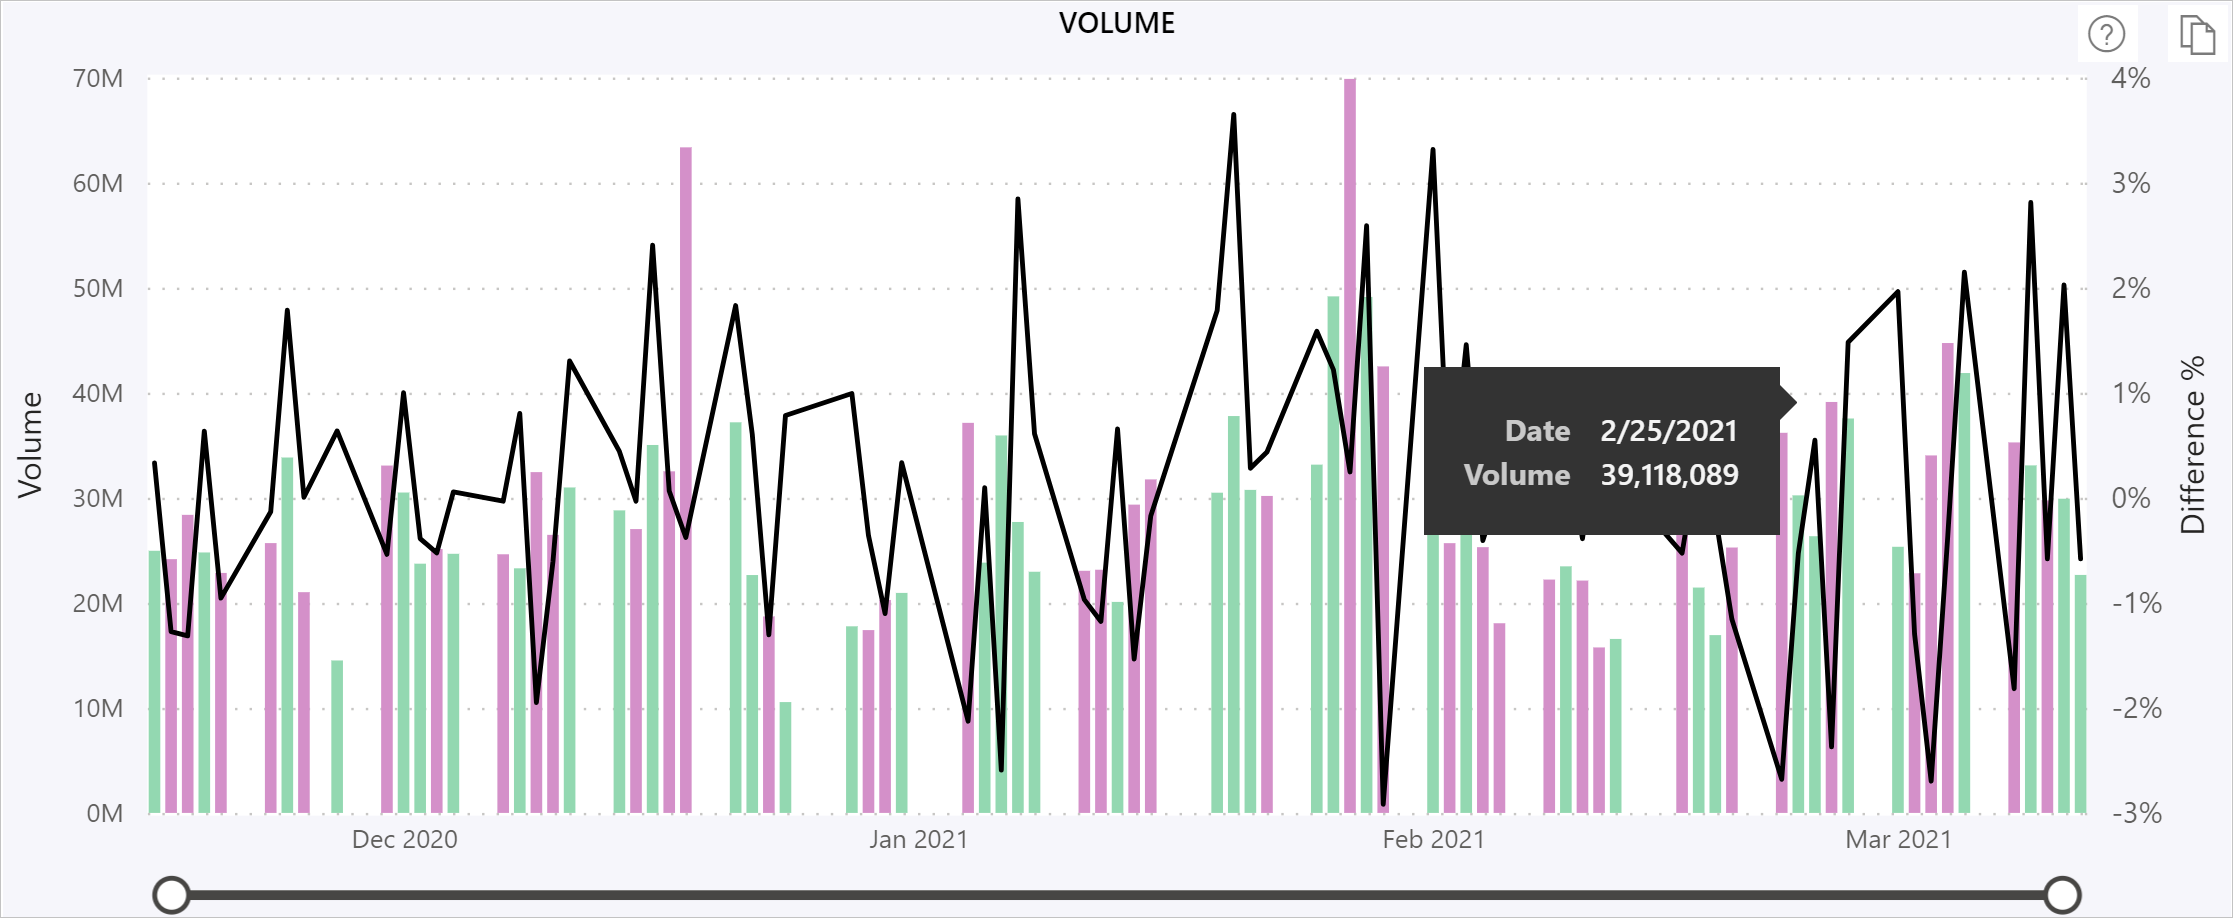 VOLUME
?
70M
60M
50M
40M
30M
20M
10M
0M
Volume
4%
3%
2%
1%
0%
-1%
-2%
-3%
Difference %
Date 2/25/2021
Volume 39,118,089
Dec 2020
Jan 2021
Feb 2021
Mar 2021